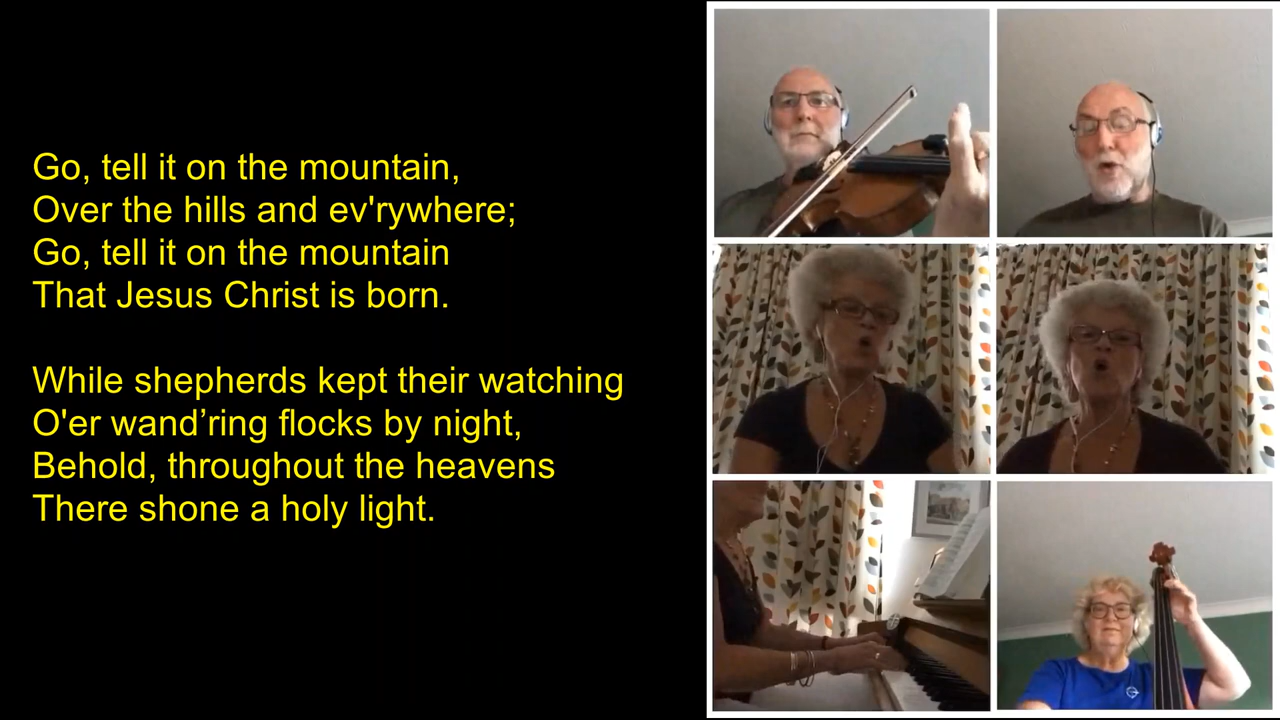 Go, tell it on the mountain,
Over the hills and ev'rywhere;
Go, tell it on the mountain
That Jesus Christ is born.
While shepherds kept their watching
O'er wand’ring flocks by night,
Behold, throughout the heavens
There shone a holy light.